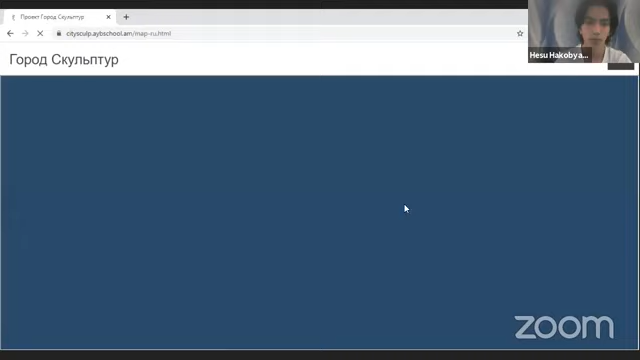 Проект Город Скульптур
citysculp.aybschool.am/map-ru.html
Hesu Hakobya...
Город Скульптур
zoom